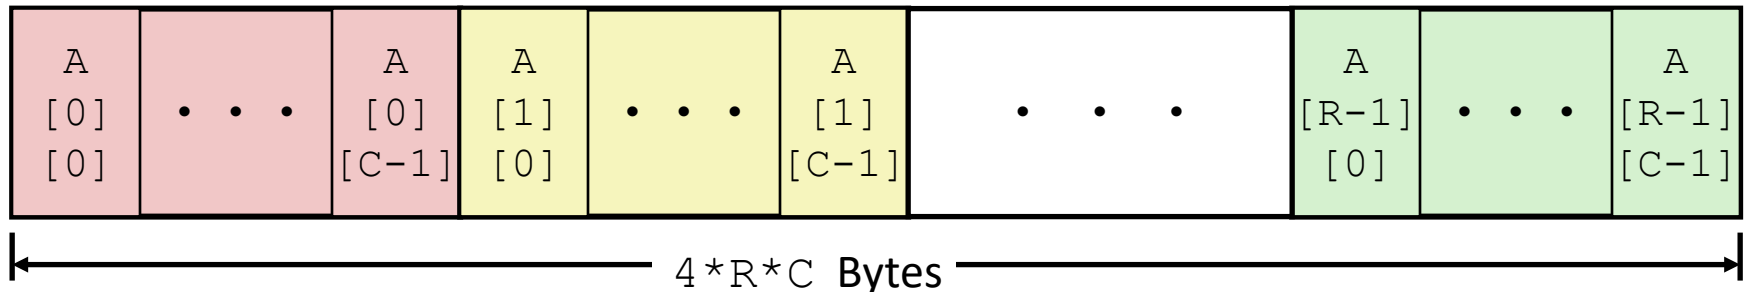 A A A A A A
[0] • • • [0] [1] • • • [1] • • • [R-1] • • • [R-1]
[0] [C-1] [0] [C-1] [0] [C-1]
4*R*C Bytes